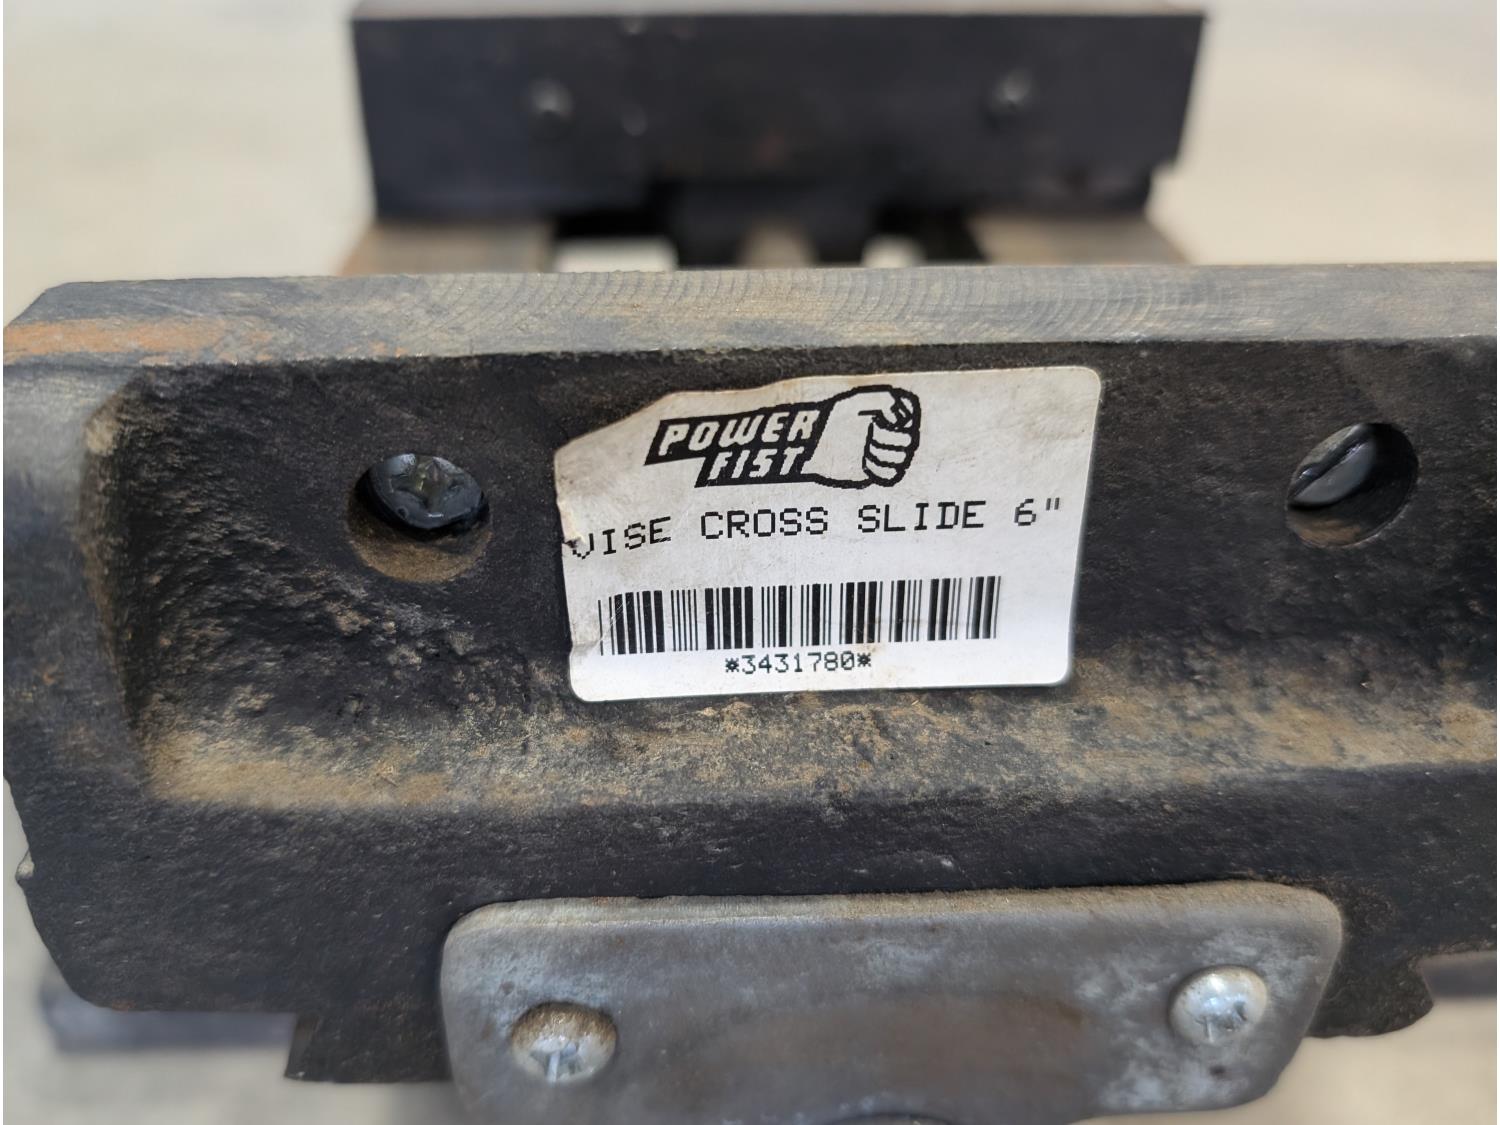 POWER
FIST
VISE CROSS SLIDE 6"
*3431780*